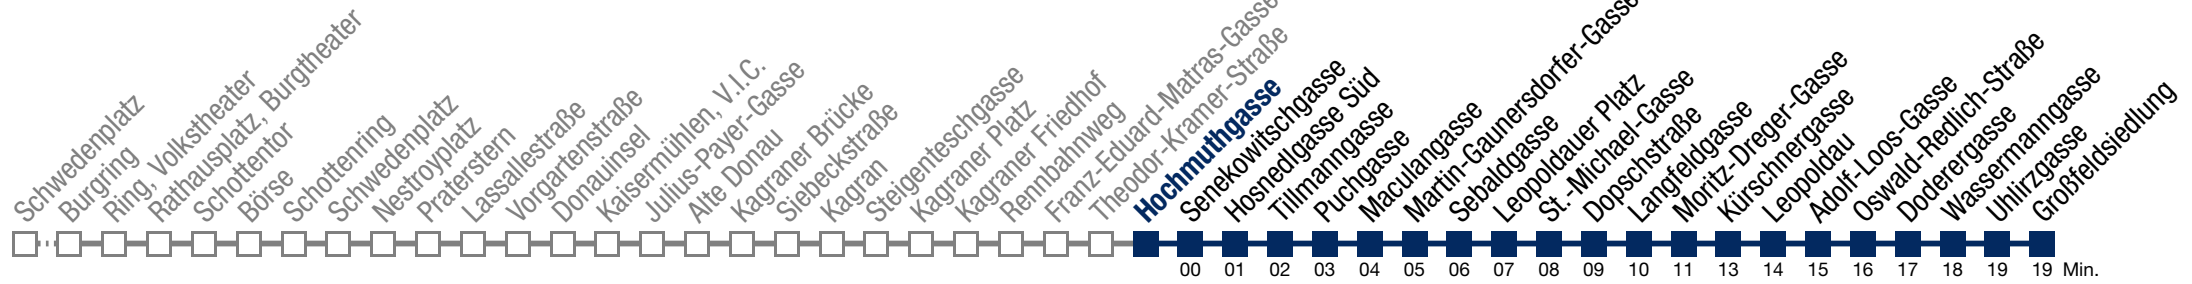 Schwedenplatz
Burgring
Ring, Volkstheater
Rathausplatz, Burgtheater
Schottentor
Börse
Schottenring
Schwedenplatz
Nestroyplatz
Praterstern
Lassallestraße
Vorgartenstraße
Donauinsel
Kaisermühlen, V.I.C.
Julius-Payer-Gasse
Alte Donau
Kagraner Brücke
Siebeckstraße
Kagran
Steigenteschgasse
Kagraner Platz
Kagraner Friedhof
Rennbahnweg
Franz-Eduard-Matras-Gasse
Theodor-Kramer-Straße
Hochmuthgasse
Senekowitschgasse
Hosnedlgasse Süd
Tilmanngasse
Puchgasse
Maculangasse
Martin-Gaunersdorfer-Gasse
Sebaldgasse
Leopoldauer Platz
St.-Michael-Gasse
Dopschstraße
Langfeldgasse
Moritz-Dreger-Gasse
Kürschnergasse
Leopoldau
Adolf-Loos-Gasse
Oswald-Redlich-Straße
Doderergasse
Wassermanngasse
Uhlirzgasse
Großfeldsiedlung
00 01 02 03 04 05 06 07 08 09 10 11 13 14 15 16 17 18 19 19 Min.